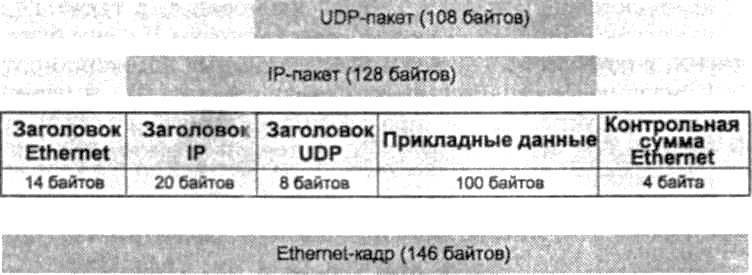 UDP-пакет (108 байтов)
IP-пакет (128 байтов)
Заголовок Ethernet
Заголовок IP
Заголовок UDP
Прикладные данные
Контрольная сумма Ethernet
14 байтов
20 байтов
8 байтов
100 байтов
4 байта
Ethernet-кадр (146 байтов)